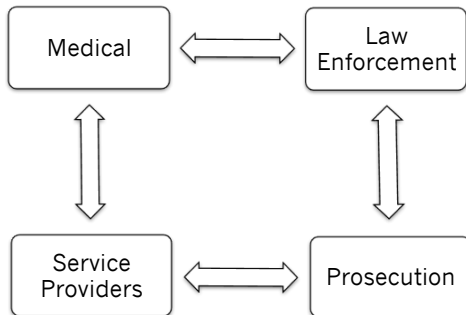 Medical
Law
Enforcement
Service
Providers
Prosecution